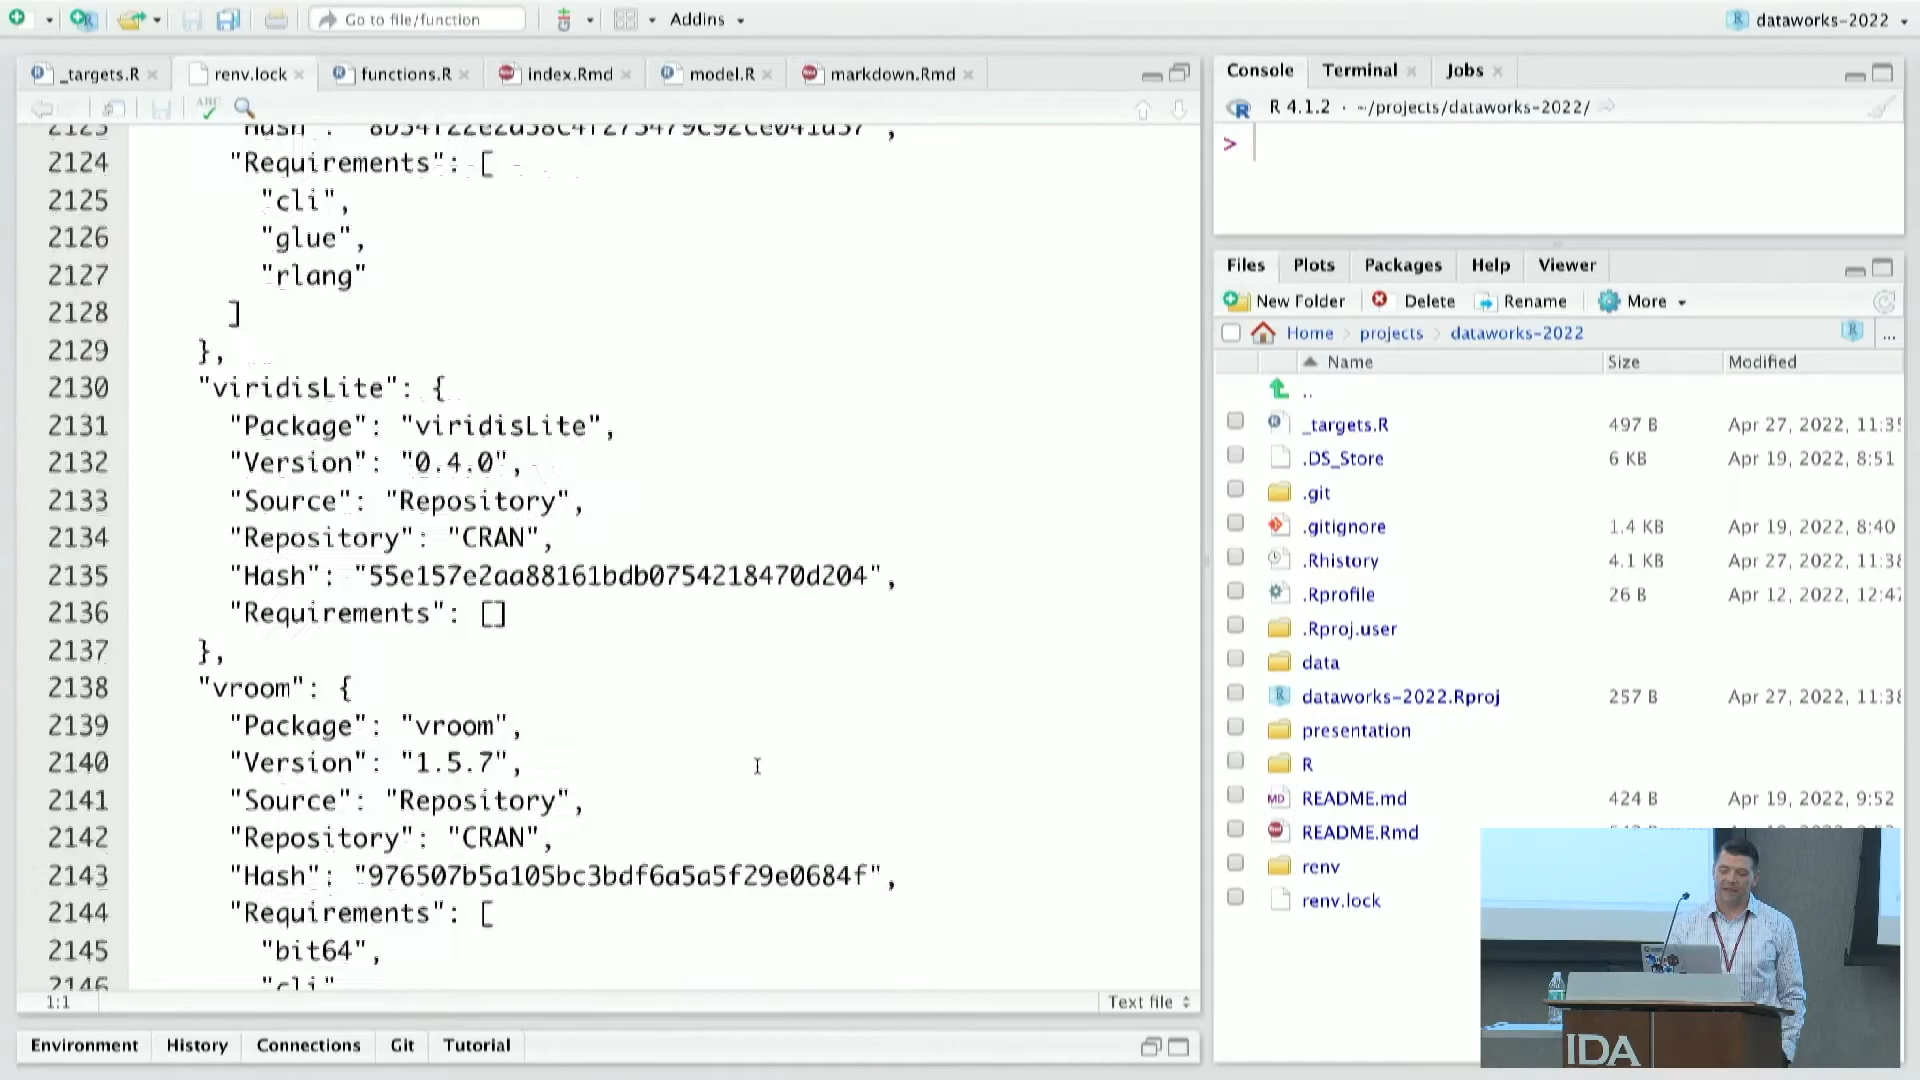 Go to file/function
Addins
dataworks-2022
_targets.R
renv.lock
functions.R
index.Rmd
model.R
markdown.Rmd
ABC
2123
2124 "Requirements": [
2125 "cli",
2126 "glue",
2127 "rlang"
2128 ]
2129 },
2130 "viridisLite": {
2131 "Package": "viridisLite",
2132 "Version": "0.4.0",
2133 "Source": "Repository",
2134 "Repository": "CRAN",
2135 "Hash": "55e157e2aa88161bdb0754218470d204",
2136 "Requirements": []
2137 },
2138 "vroom": {
2139 "Package": "vroom",
2140 "Version": "1.5.7",
2141 "Source": "Repository",
2142 "Repository": "CRAN",
2143 "Hash": "976507b5a105bc3bdf6a5a5f29e0684f",
2144 "Requirements": [
2145 "bit64",
2146 "cli"
1:1
Text file
Environment History Connections Git Tutorial
Console Terminal Jobs
R 4.1.2 · ~/projects/dataworks-2022/
>
Files Plots Packages Help Viewer
New Folder Delete Rename More
Home projects dataworks-2022 ...
Name Size Modified
..
_targets.R 497 B Apr 27, 2022, 11:3
.DS_Store 6 KB Apr 19, 2022, 8:51
.git
.gitignore 1.4 KB Apr 19, 2022, 8:40
.Rhistory 4.1 KB Apr 27, 2022, 11:38
.Rprofile 26 B Apr 12, 2022, 12:4
.Rproj.user
data
dataworks-2022.Rproj 257 B Apr 27, 2022, 11:38
presentation
R
README.md 424 B Apr 19, 2022, 9:52
README.Rmd
renv
renv.lock
IDA